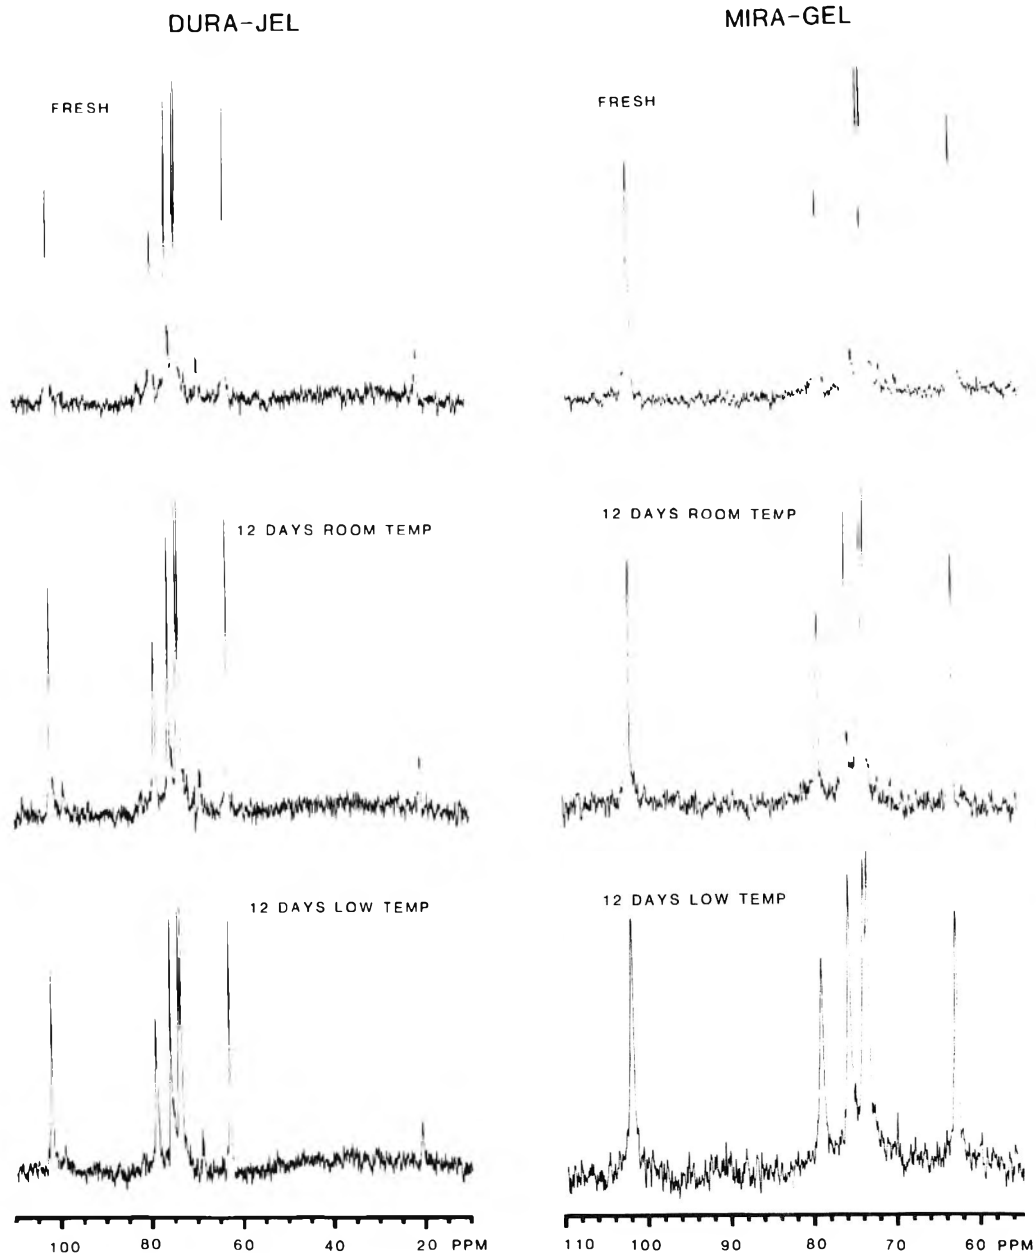 DURA-JEL
MIRA-GEL
FRESH
FRESH
12 DAYS ROOM TEMP
12 DAYS ROOM TEMP
12 DAYS LOW TEMP
12 DAYS LOW TEMP
100 80 60 40 20 PPM
110 100 90 80 70 60 PPM